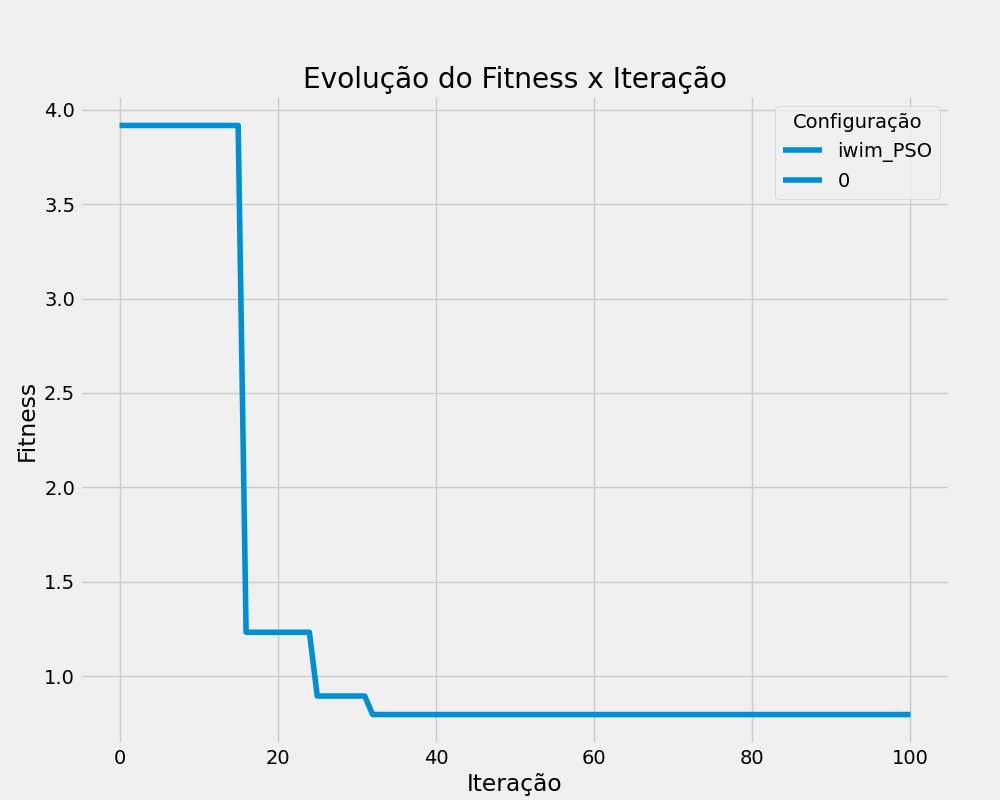 Evolução do Fitness x Iteração
Configuração
iwim_PSO
0
Fitness
4.0
3.5
3.0
2.5
2.0
1.5
1.0
0 20 40 60 80 100
Iteração